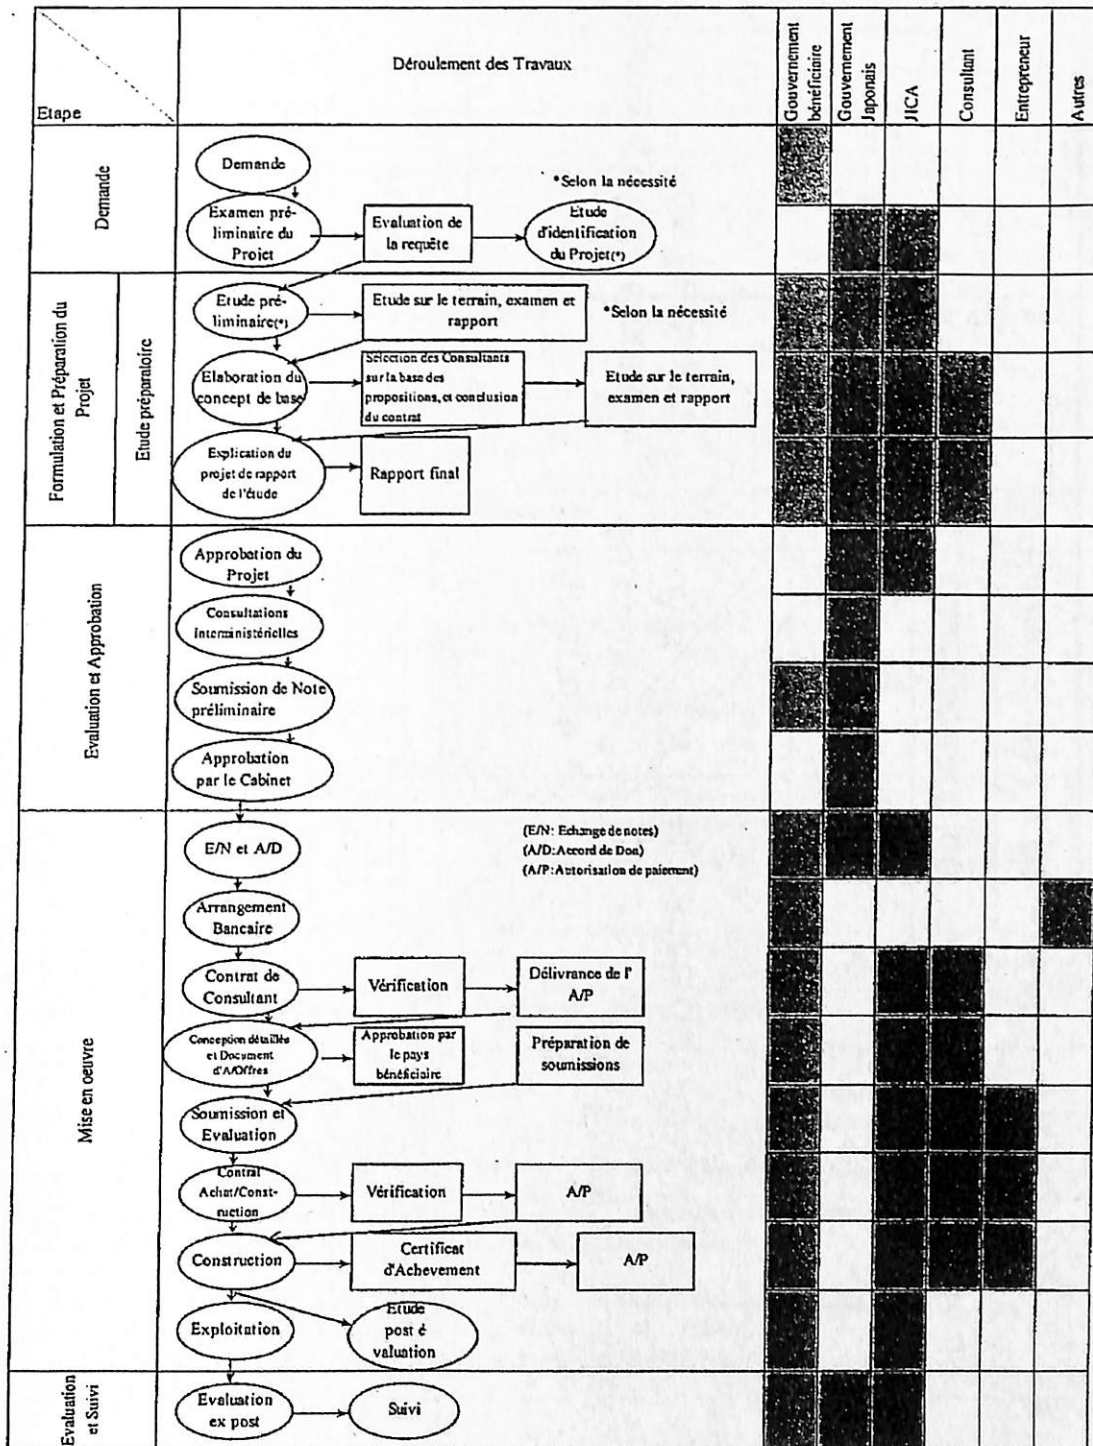 Etape
Déroulement des Travaux
Gouvernement
bénéficiaire
Gouvernement
Japonais
JICA
Consultant
Entrepreneur
Autres
Demande
Demande
*Selon la nécessité
Examen pré-
liminaire du
Projet
Evaluation de
la requête
Etude
d'identification
du Projet(*)
Formulation et Préparation du
Projet
Etude préparatoire
Etude pré-
liminaire(*)
Etude sur le terrain, examen et
rapport
*Selon la nécessité
Elaboration du
concept de base
Sélection des Consultants
sur la base des
propositions, et conclusion
du contrat
Etude sur le terrain,
examen et rapport
Explication du
projet de rapport
de l'étude
Rapport final
Evaluation et Approbation
Approbation du
Projet
Consultations
Interministérielles
Soumission de Note
préliminaire
Approbation
par le Cabinet
Mise en oeuvre
E/N et A/D
(E/N: Echange de notes)
(A/D:Accord de Don)
(A/P:Autorisation de paiement)
Arrangement
Bancaire
Contrat de
Consultant
Vérification
Délivrance de l'
A/P
Conception détaillés
et Document
d'A/Offres
Approbation par
le pays
bénéficiaire
Préparation de
soumissions
Soumission et
Evaluation
Contrat
Achat/Const-
ruction
Vérification
A/P
Construction
Certificat
d'Achevement
A/P
Exploitation
Etude
post é
valuation
Evaluation
et Suivi
Evaluation
ex post
Suivi